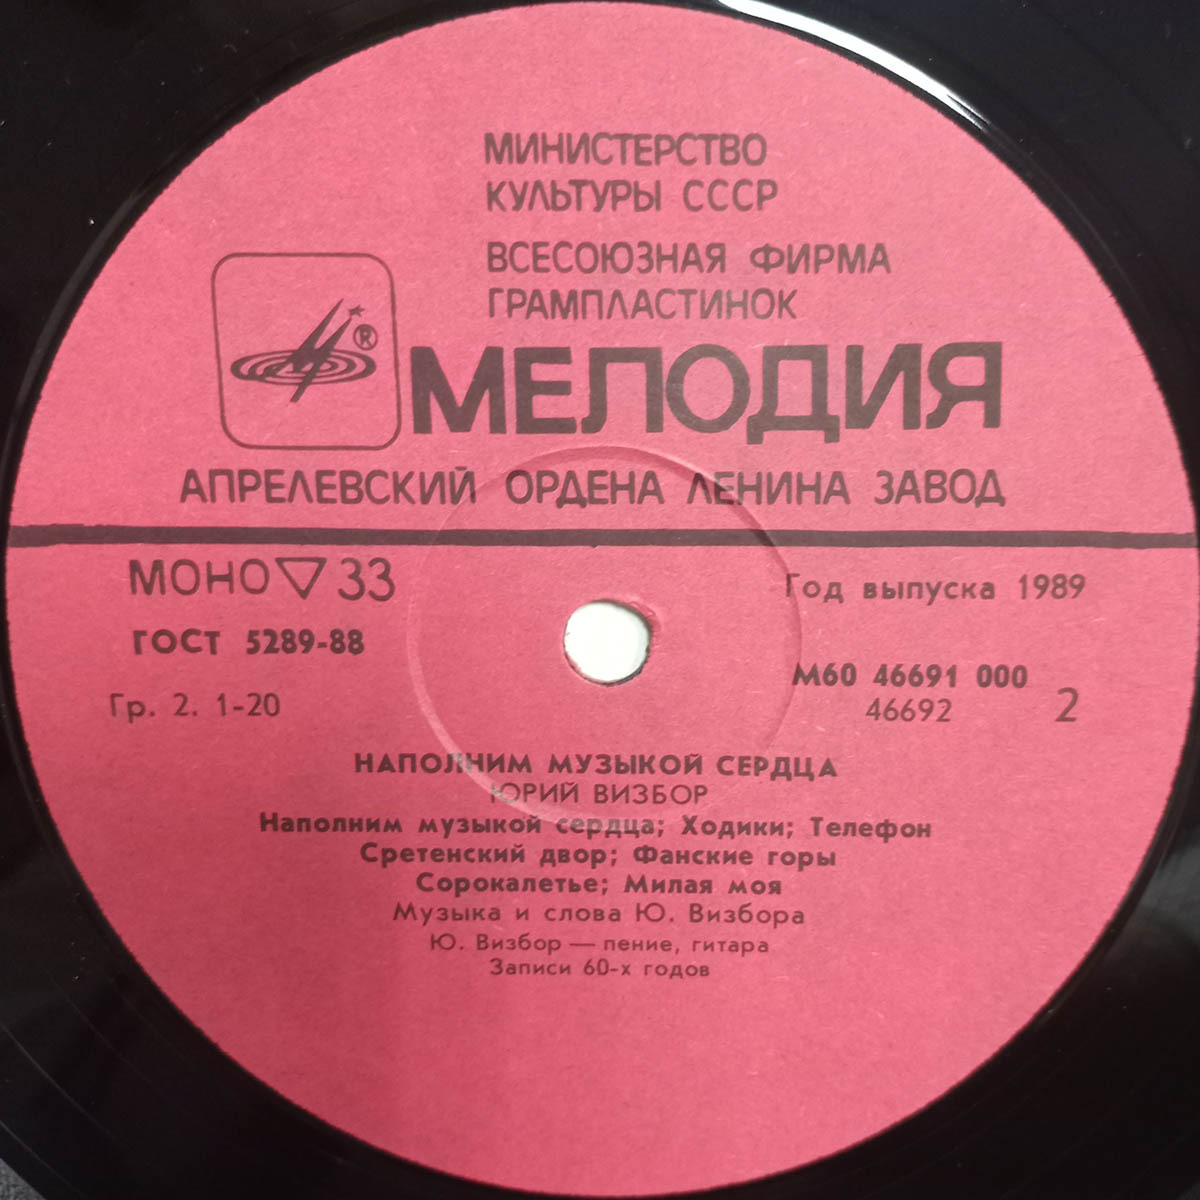 МИНИСТЕРСТВО
КУЛЬТУРЫ СССР
ВСЕСОЮЗНАЯ ФИРМА
ГРАМПЛАСТИНОК
®
МЕЛОДИЯ
АПРЕЛЕВСКИЙ ОРДЕНА ЛЕНИНА ЗАВОД
МОНО ▽ 33
Год выпуска 1989
ГОСТ 5289-88
М60 46691 000
Гр. 2. 1-20
46692
2
НАПОЛНИМ МУЗЫКОЙ СЕРДЦА
ЮРИЙ ВИЗБОР
Наполним музыкой сердца; Ходики; Телефон
Сретенский двор; Фанские горы
Сорокалетье; Милая моя
Музыка и слова Ю. Визбора
Ю. Визбор — пение, гитара
Записи 60-х годов